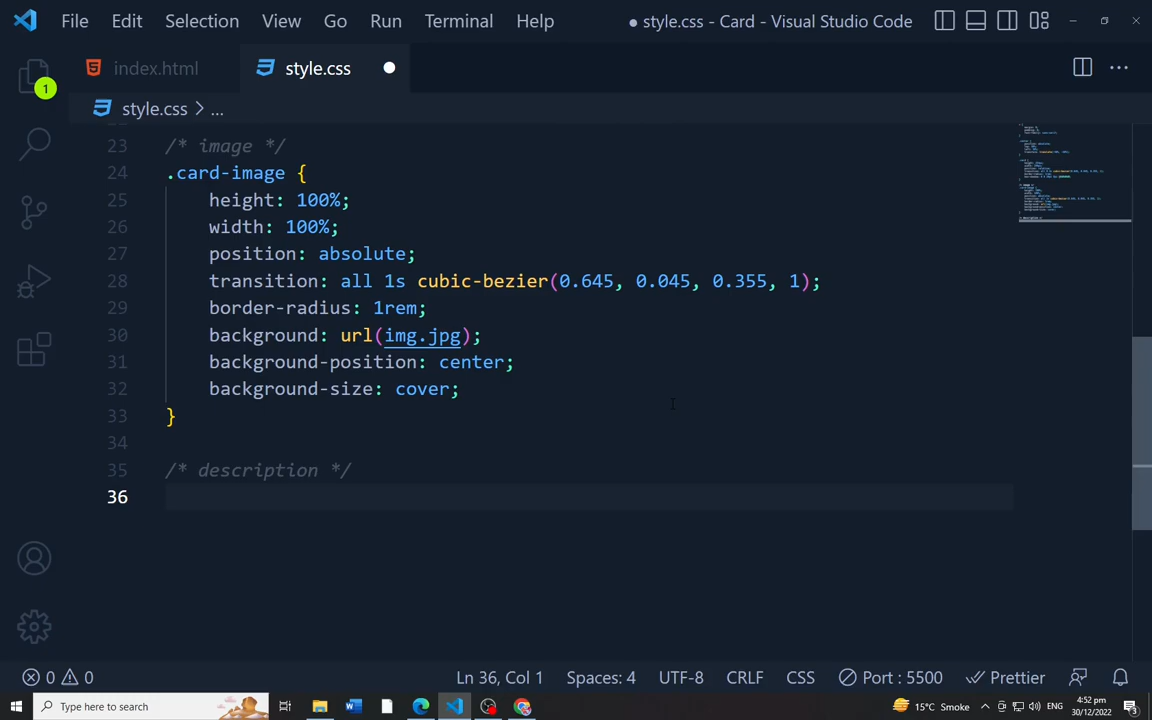 File Edit Selection View Go Run Terminal Help ● style.css - Card - Visual Studio Code
index.html style.css
style.css > ...
1
23 /* image */
24 .card-image {
25 height: 100%;
26 width: 100%;
27 position: absolute;
28 transition: all 1s cubic-bezier(0.645, 0.045, 0.355, 1);
29 border-radius: 1rem;
30 background: url(img.jpg);
31 background-position: center;
32 background-size: cover;
33 }
34
35 /* description */
36
0 0 Ln 36, Col 1 Spaces: 4 UTF-8 CRLF CSS Port : 5500 Prettier
Type here to search 15°C Smoke ENG 4:52 pm
30/12/2022 3